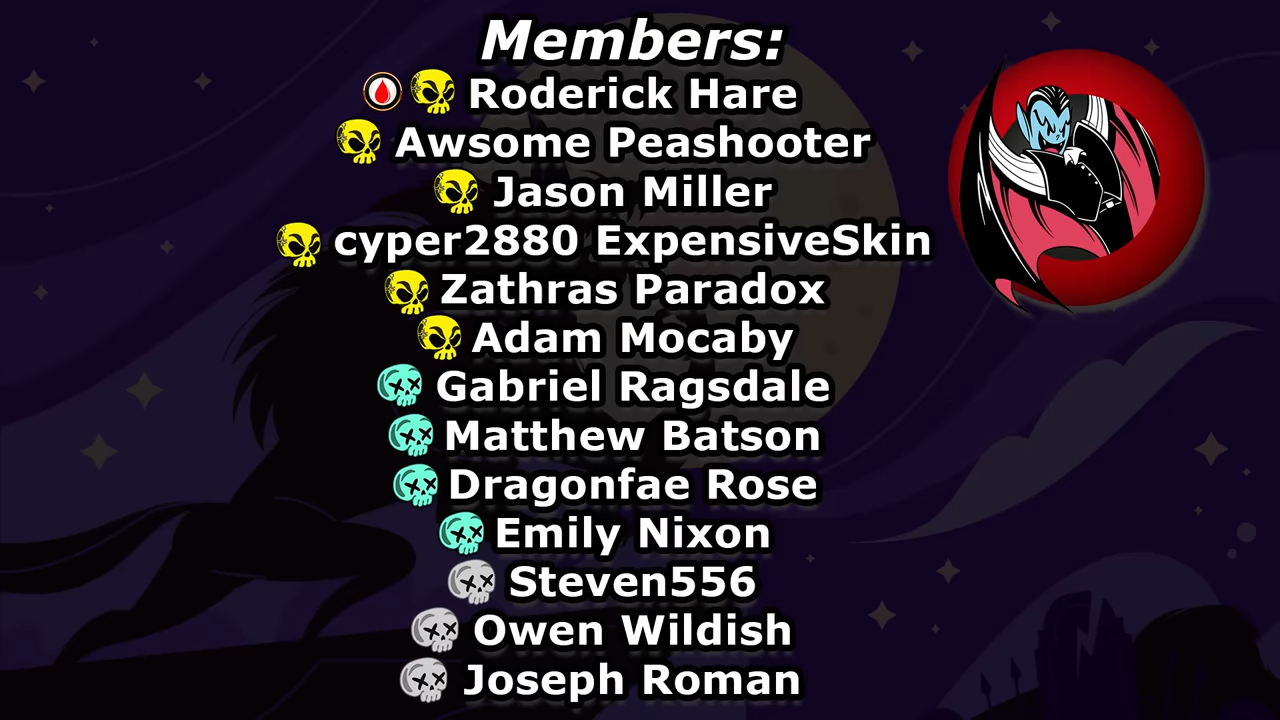 Members:
Roderick Hare
Awsome Peashooter
Jason Miller
cyper2880 ExpensiveSkin
Zathras Paradox
Adam Mocaby
Gabriel Ragsdale
Matthew Batson
Dragonfae Rose
Emily Nixon
Steven556
Owen Wildish
Joseph Roman